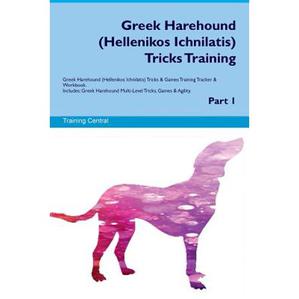 Greek Harehound
(Hellenikos Ichnilatis)
Tricks Training
Greek Harehound (Hellenikos Ichnilatis) Tricks & Games Training Tracker &
Workbook.
Includes: Greek Harehound Multi-Level Tricks, Games & Agility.
Part 1
Training Central